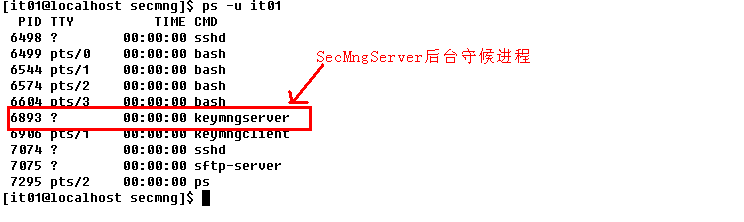 [it01@localhost secmng]$ ps -u it01
PID TTY TIME CMD
6498 ? 00:00:00 sshd
6499 pts/0 00:00:00 bash
6544 pts/1 00:00:00 bash
6574 pts/2 00:00:00 bash
6604 pts/3 00:00:00 bash
6893 ? 00:00:00 keymngserver
6906 pts/1 00:00:00 keymngclient
7074 ? 00:00:00 sshd
7075 ? 00:00:00 sftp-server
7295 pts/2 00:00:00 ps
[it01@localhost secmng]$
SecMngServer后台守候进程